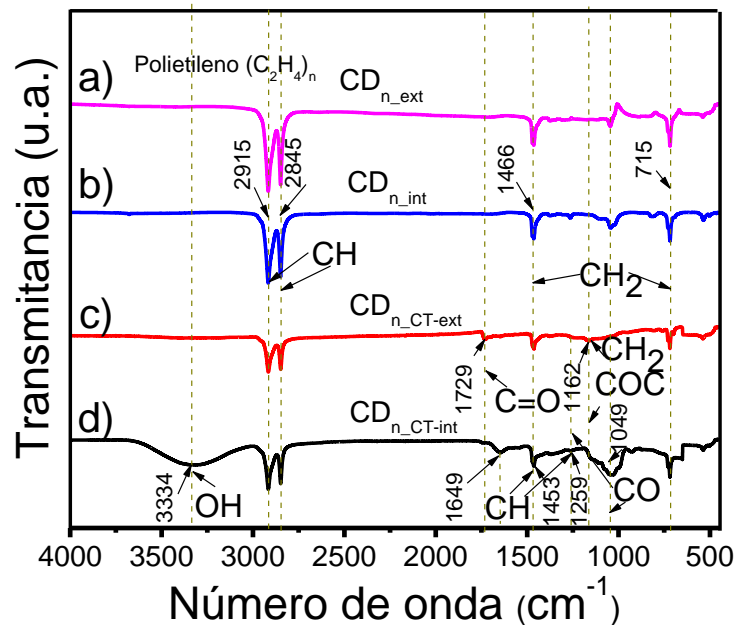 Transmitancia (u.a.)
a)
Polietileno (C2H4)n
CDn_ext
2915
2845
1466
715
b)
CDn_int
CH
CH2
c)
CDn_CT-ext
CH2
1729
C=O
1162
COC
d)
CDn_CT-int
1049
3334
OH
1649
CH
1453
1259
CO
4000 3500 3000 2500 2000 1500 1000 500
Número de onda (cm-1)